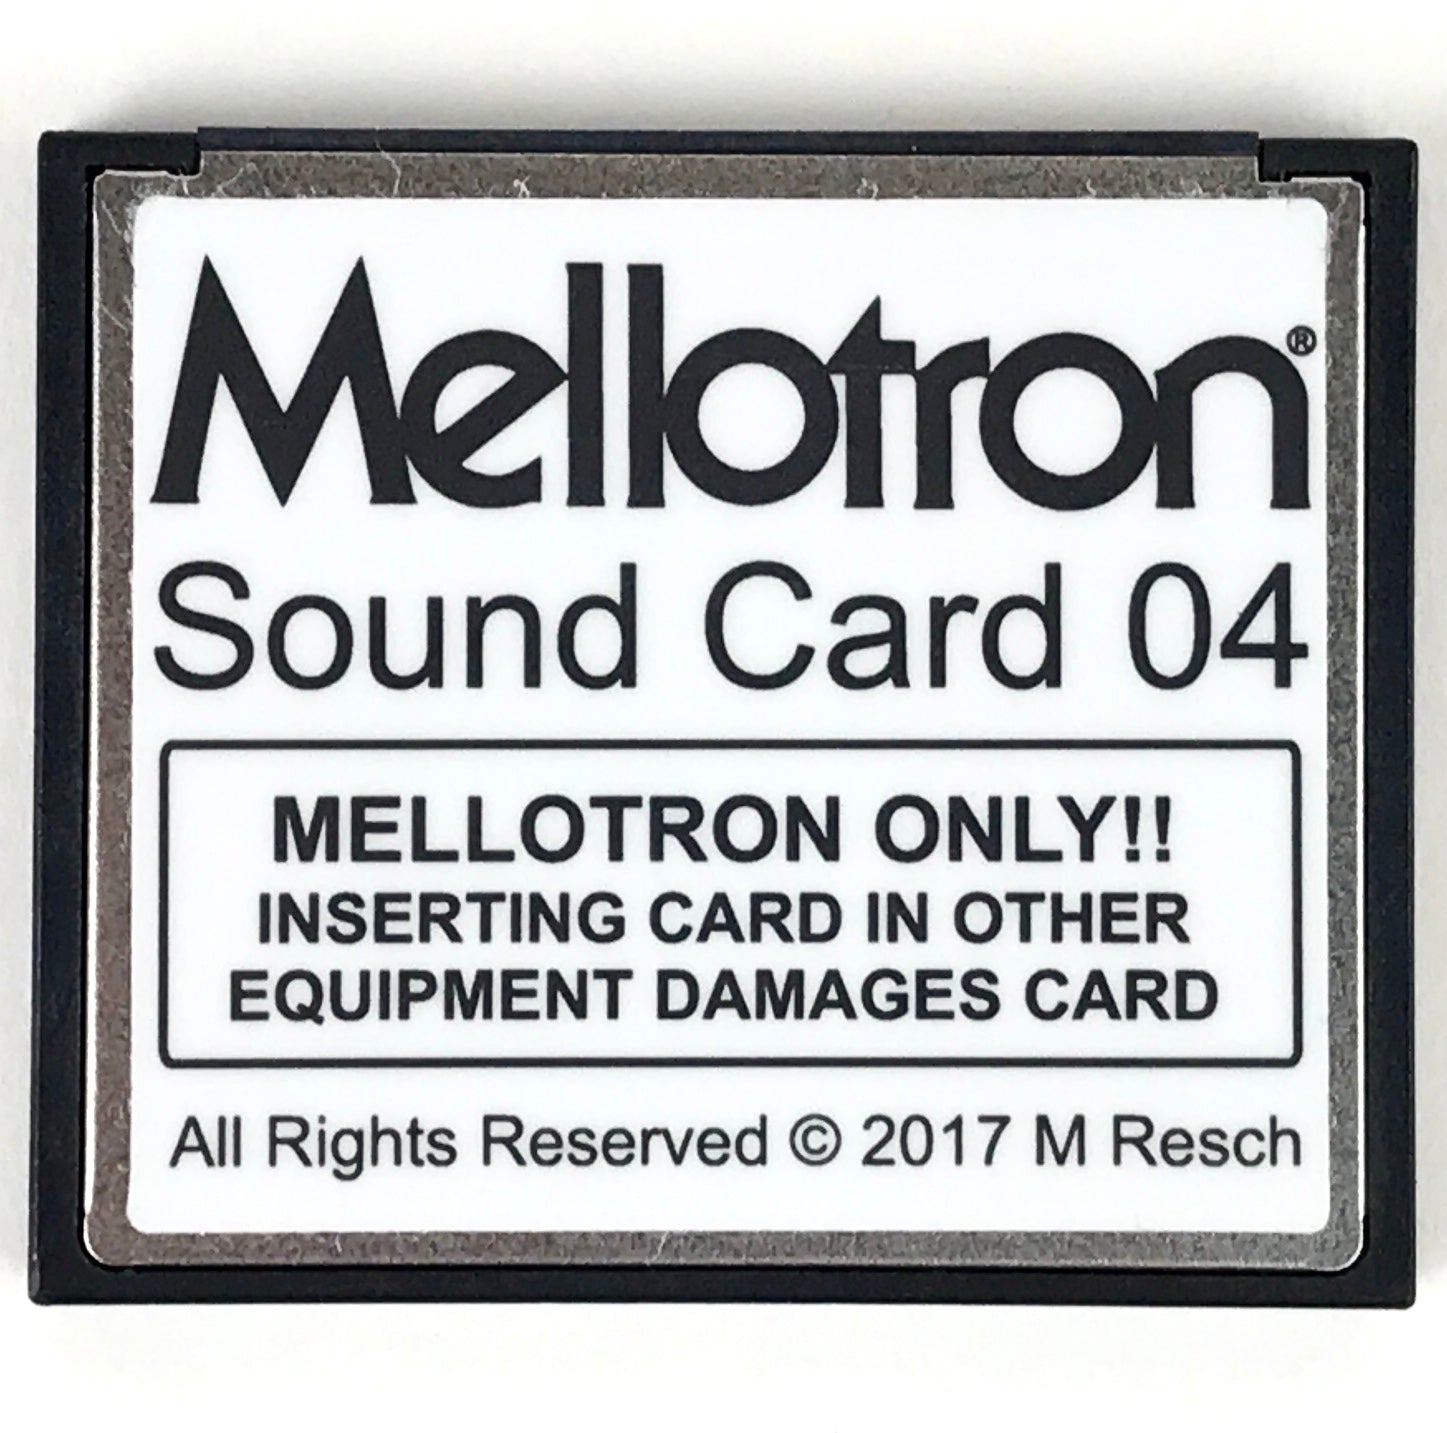 Mellotron®
Sound Card 04
MELLOTRON ONLY!!
INSERTING CARD IN OTHER
EQUIPMENT DAMAGES CARD
All Rights Reserved © 2017 M Resch